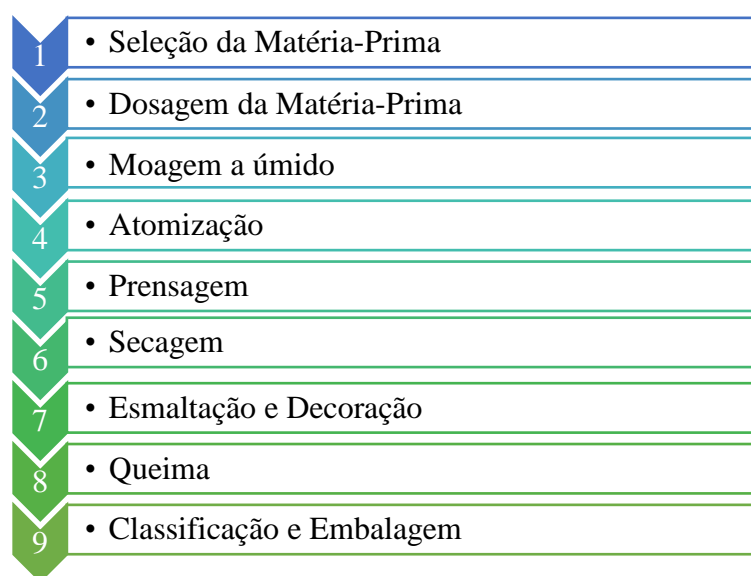 1 • Seleção da Matéria-Prima
2 • Dosagem da Matéria-Prima
3 • Moagem a úmido
4 • Atomização
5 • Prensagem
6 • Secagem
7 • Esmaltação e Decoração
8 • Queima
9 • Classificação e Embalagem